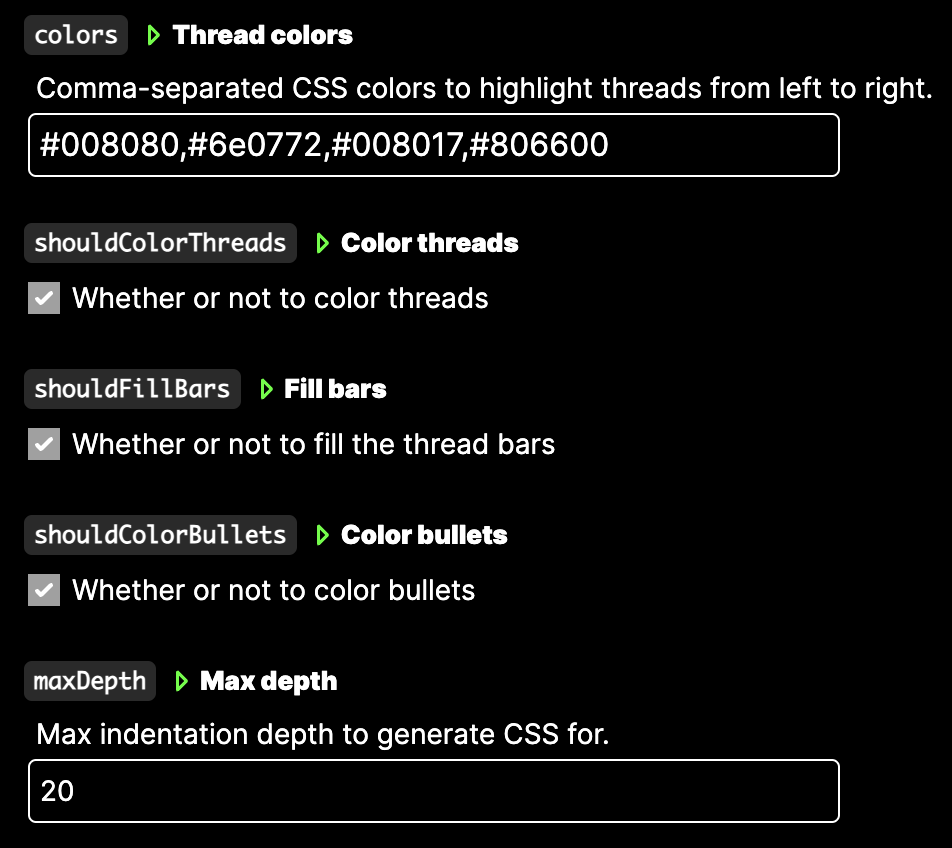 colors Thread colors
Comma-separated CSS colors to highlight threads from left to right.
#008080,#6e0772,#008017,#806600
shouldColorThreads Color threads
Whether or not to color threads
shouldFillBars Fill bars
Whether or not to fill the thread bars
shouldColorBullets Color bullets
Whether or not to color bullets
maxDepth Max depth
Max indentation depth to generate CSS for.
20